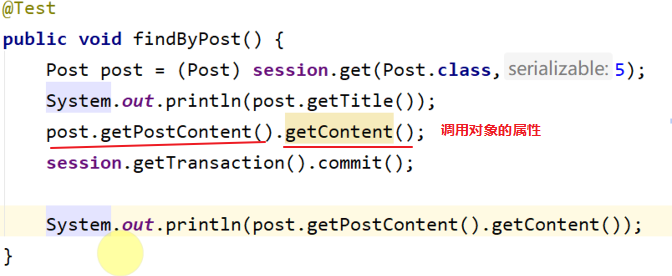 @Test
public void findByPost() {
Post post = (Post) session.get(Post.class, serializable: 5);
System.out.println(post.getTitle());
post.getPostContent().getContent(); 调用对象的属性
session.getTransaction().commit();
System.out.println(post.getPostContent().getContent());
}